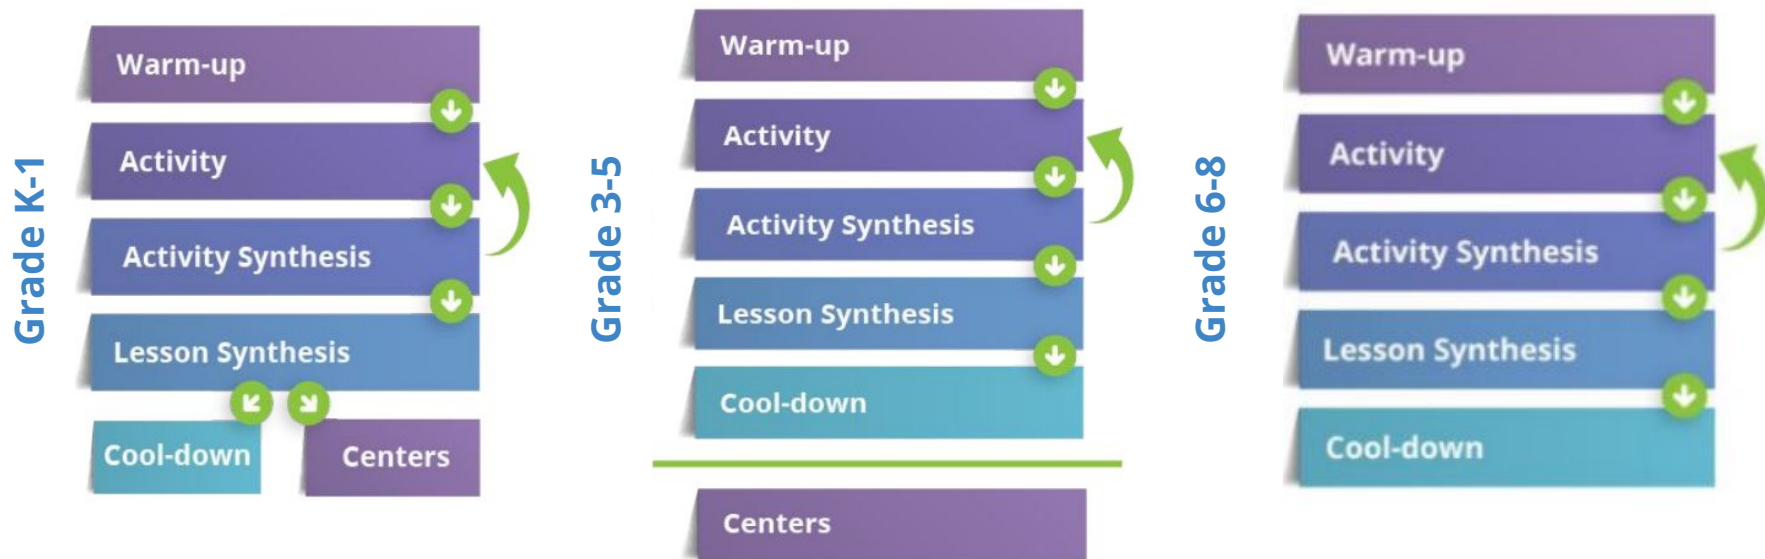 Grade K-1
Warm-up
Activity
Activity Synthesis
Lesson Synthesis
Cool-down
Centers
Grade 3-5
Warm-up
Activity
Activity Synthesis
Lesson Synthesis
Cool-down
Centers
Grade 6-8
Warm-up
Activity
Activity Synthesis
Lesson Synthesis
Cool-down